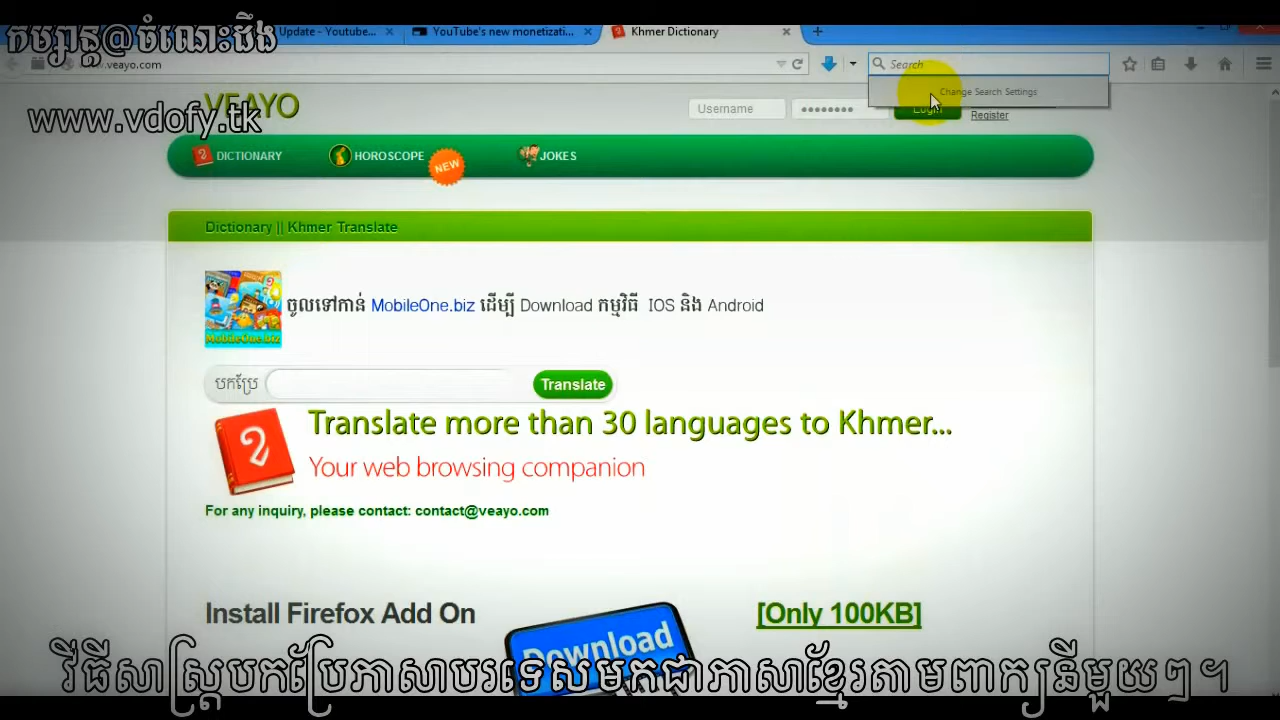 កម្សាន្ត@ចំណេះដឹង
Update - Youtube...
YouTube's new monetizati...
Khmer Dictionary
.veayo.com
Search
Change Search Settings
VEAYO
www.vdofy.tk
Username
Login
Register
DICTIONARY
HOROSCOPE
NEW
JOKES
Dictionary || Khmer Translate
MobileOne.biz
ចូលទៅកាន់ MobileOne.biz ដើម្បី Download កម្មវិធី IOS និង Android
បកប្រែ
Translate
Translate more than 30 languages to Khmer...
Your web browsing companion
For any inquiry, please contact: contact@veayo.com
Install Firefox Add On
Download
[Only 100KB]
វីធីសាស្ត្របកប្រែភាសាបរទេសមកជាភាសាខ្មែរតាមពាក្យនីមួយៗ។